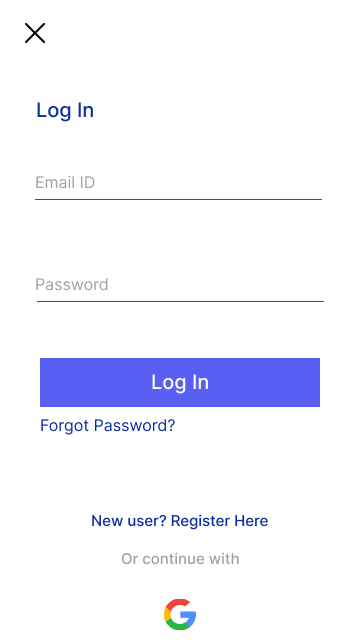 Log In
Email ID
Password
Log In
Forgot Password?
New user? Register Here
Or continue with